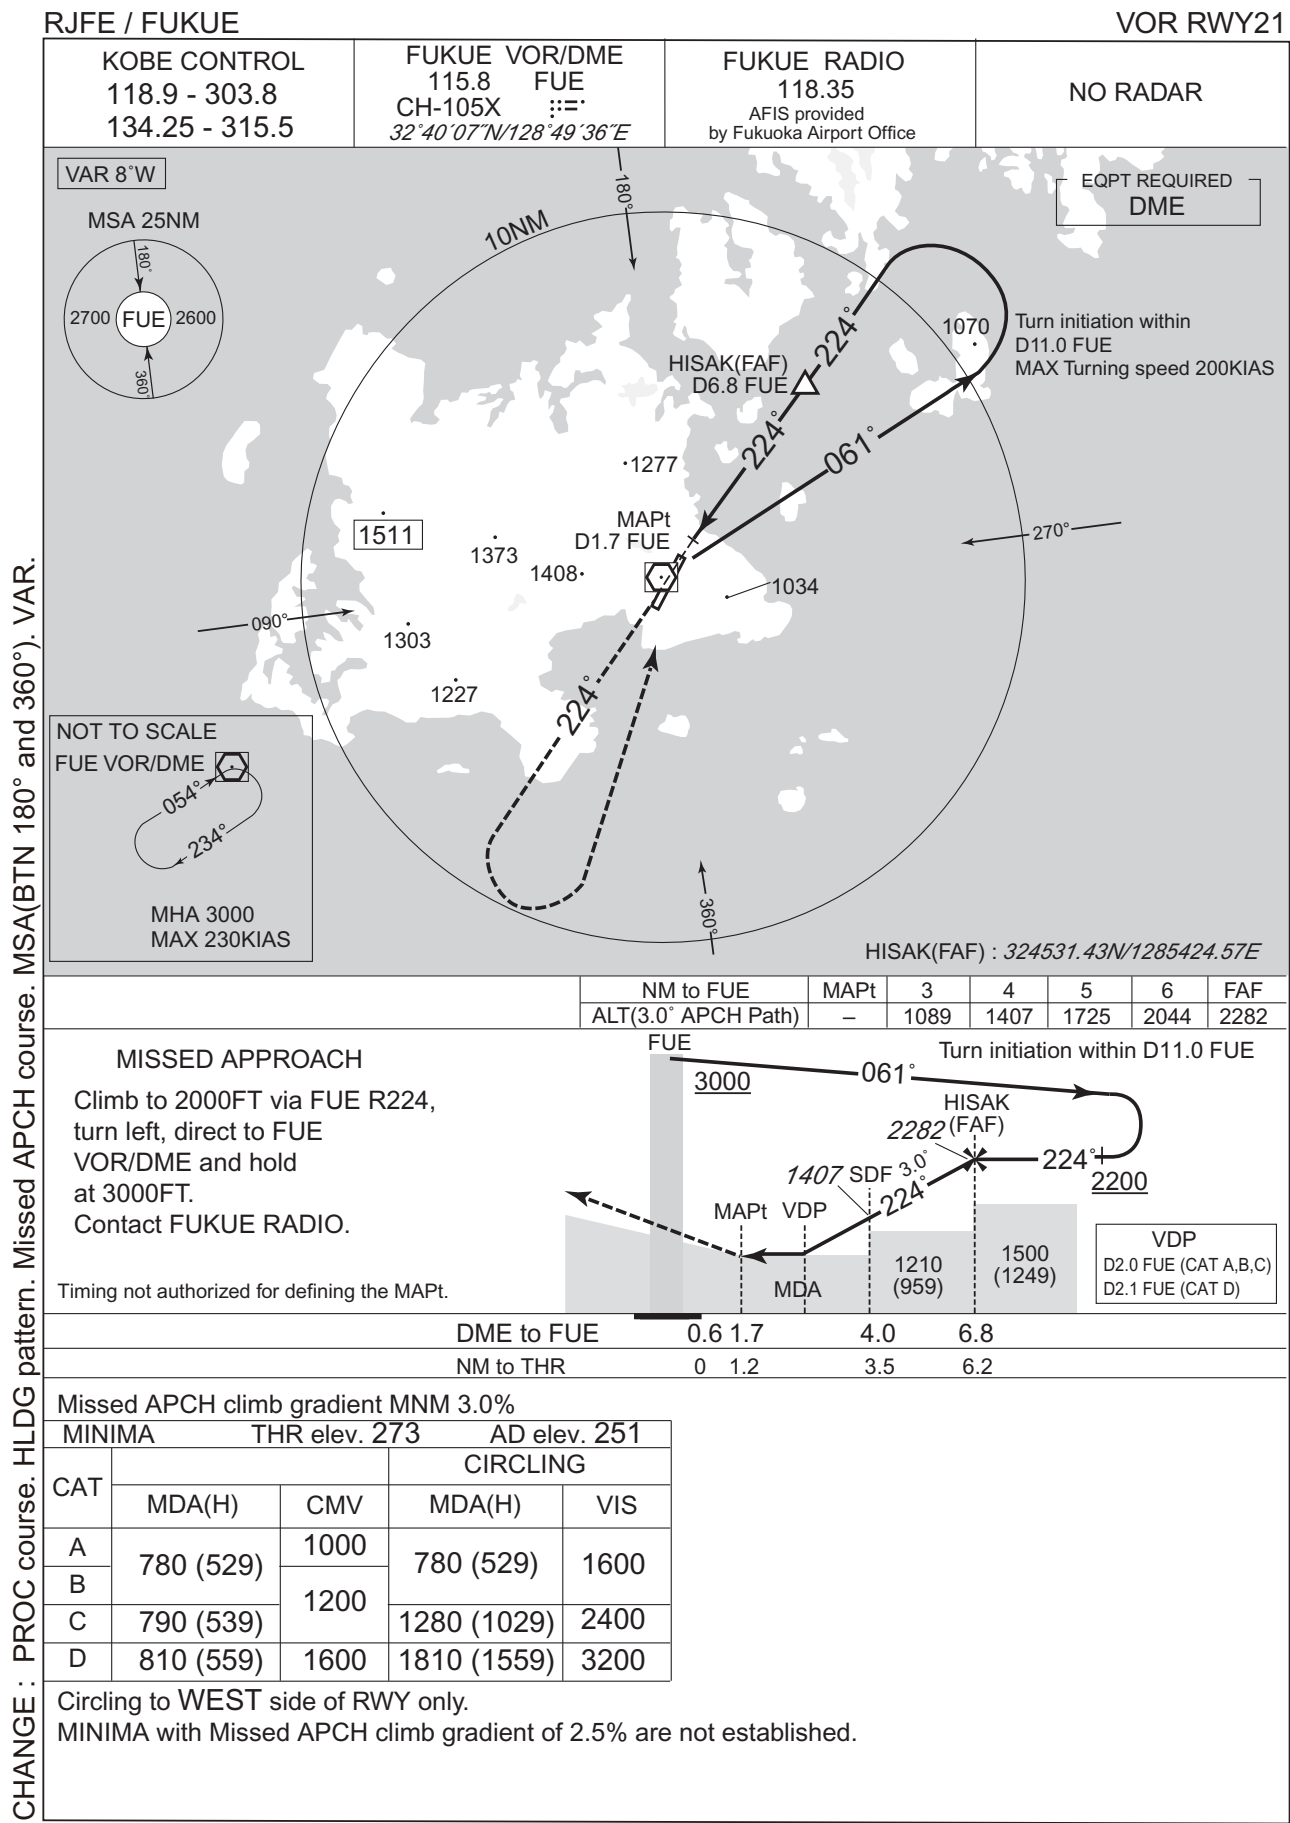 RJFE / FUKUE
VOR RWY21
KOBE CONTROL
118.9 - 303.8
134.25 - 315.5
FUKUE VOR/DME
115.8 FUE
CH-105X
32°40´07˝N/128°49´36˝E
FUKUE RADIO
118.35
AFIS provided
by Fukuoka Airport Office
NO RADAR
VAR 8°W
MSA 25NM
180°
2700
FUE
2600
360°
EQPT REQUIRED
DME
10NM
180°
224°
1070
Turn initiation within
D11.0 FUE
MAX Turning speed 200KIAS
HISAK(FAF)
D6.8 FUE
224°
061°
1277
1511
1373
MAPt
D1.7 FUE
1408
270°
1034
090°
1303
1227
224°
NOT TO SCALE
FUE VOR/DME
054°
234°
MHA 3000
MAX 230KIAS
360°
HISAK(FAF) : 324531.43N/1285424.57E
NM to FUE MAPt 3 4 5 6 FAF
ALT(3.0° APCH Path) – 1089 1407 1725 2044 2282
MISSED APPROACH
Climb to 2000FT via FUE R224,
turn left, direct to FUE
VOR/DME and hold
at 3000FT.
Contact FUKUE RADIO.
Timing not authorized for defining the MAPt.
FUE
Turn initiation within D11.0 FUE
3000
061°
HISAK
(FAF)
2282
224°
2200
1407
SDF
3.0°
224°
MAPt
VDP
MDA
1210
(959)
1500
(1249)
VDP
D2.0 FUE (CAT A,B,C)
D2.1 FUE (CAT D)
DME to FUE 0.6 1.7 4.0 6.8
NM to THR 0 1.2 3.5 6.2
Missed APCH climb gradient MNM 3.0%
MINIMA THR elev. 273 AD elev. 251
CAT
CIRCLING
MDA(H) CMV MDA(H) VIS
A 780 (529) 1000 780 (529) 1600
B 1200
C 790 (539) 1280 (1029) 2400
D 810 (559) 1600 1810 (1559) 3200
Circling to WEST side of RWY only.
MINIMA with Missed APCH climb gradient of 2.5% are not established.
CHANGE : PROC course. HLDG pattern. Missed APCH course. MSA(BTN 180° and 360°). VAR.